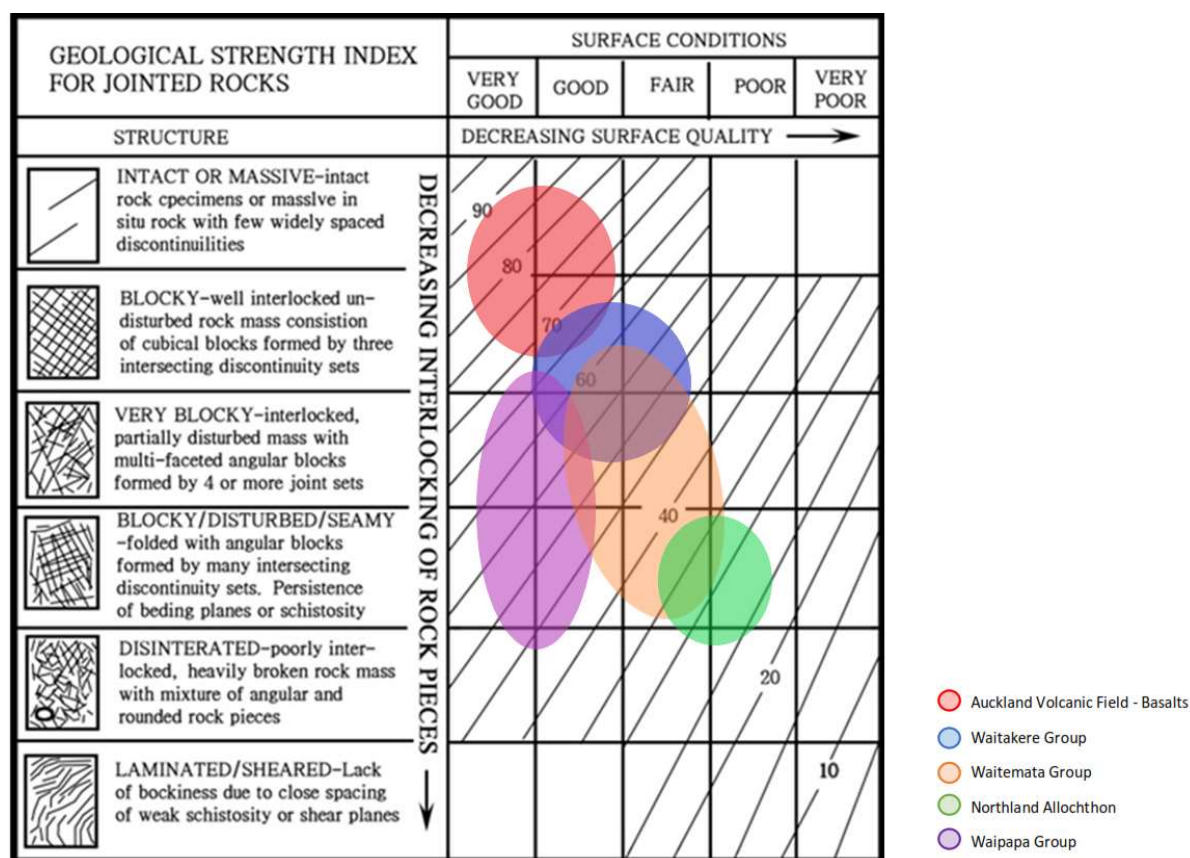 GEOLOGICAL STRENGTH INDEX
FOR JOINTED ROCKS
SURFACE CONDITIONS
VERY
GOOD
GOOD
FAIR
POOR
VERY
POOR
STRUCTURE
DECREASING SURFACE QUALITY
DECREASING INTERLOCKING OF ROCK PIECES
INTACT OR MASSIVE-intact
rock cpecimens or masslve in
situ rock with few widely spaced
discontinuilities
BLOCKY-well interlocked un-
disturbed rock mass consistion
of cubical blocks formed by three
intersecting discontinuity sets
VERY BLOCKY-interlocked,
partially disturbed mass with
multi-faceted angular blocks
formed by 4 or more joint sets
BLOCKY/DISTURBED/SEAMY
-folded with angular blocks
formed by many intersecting
discontinuity sets. Persistence
of beding planes or schistosity
DISINTERATED-poorly inter-
locked, heavily broken rock mass
with mixture of angular and
rounded rock pieces
LAMINATED/SHEARED-Lack
of bockiness due to close spacing
of weak schistosity or shear planes
90
80
70
60
40
20
10
Auckland Volcanic Field - Basalts
Waitakere Group
Waitemata Group
Northland Allochthon
Waipapa Group